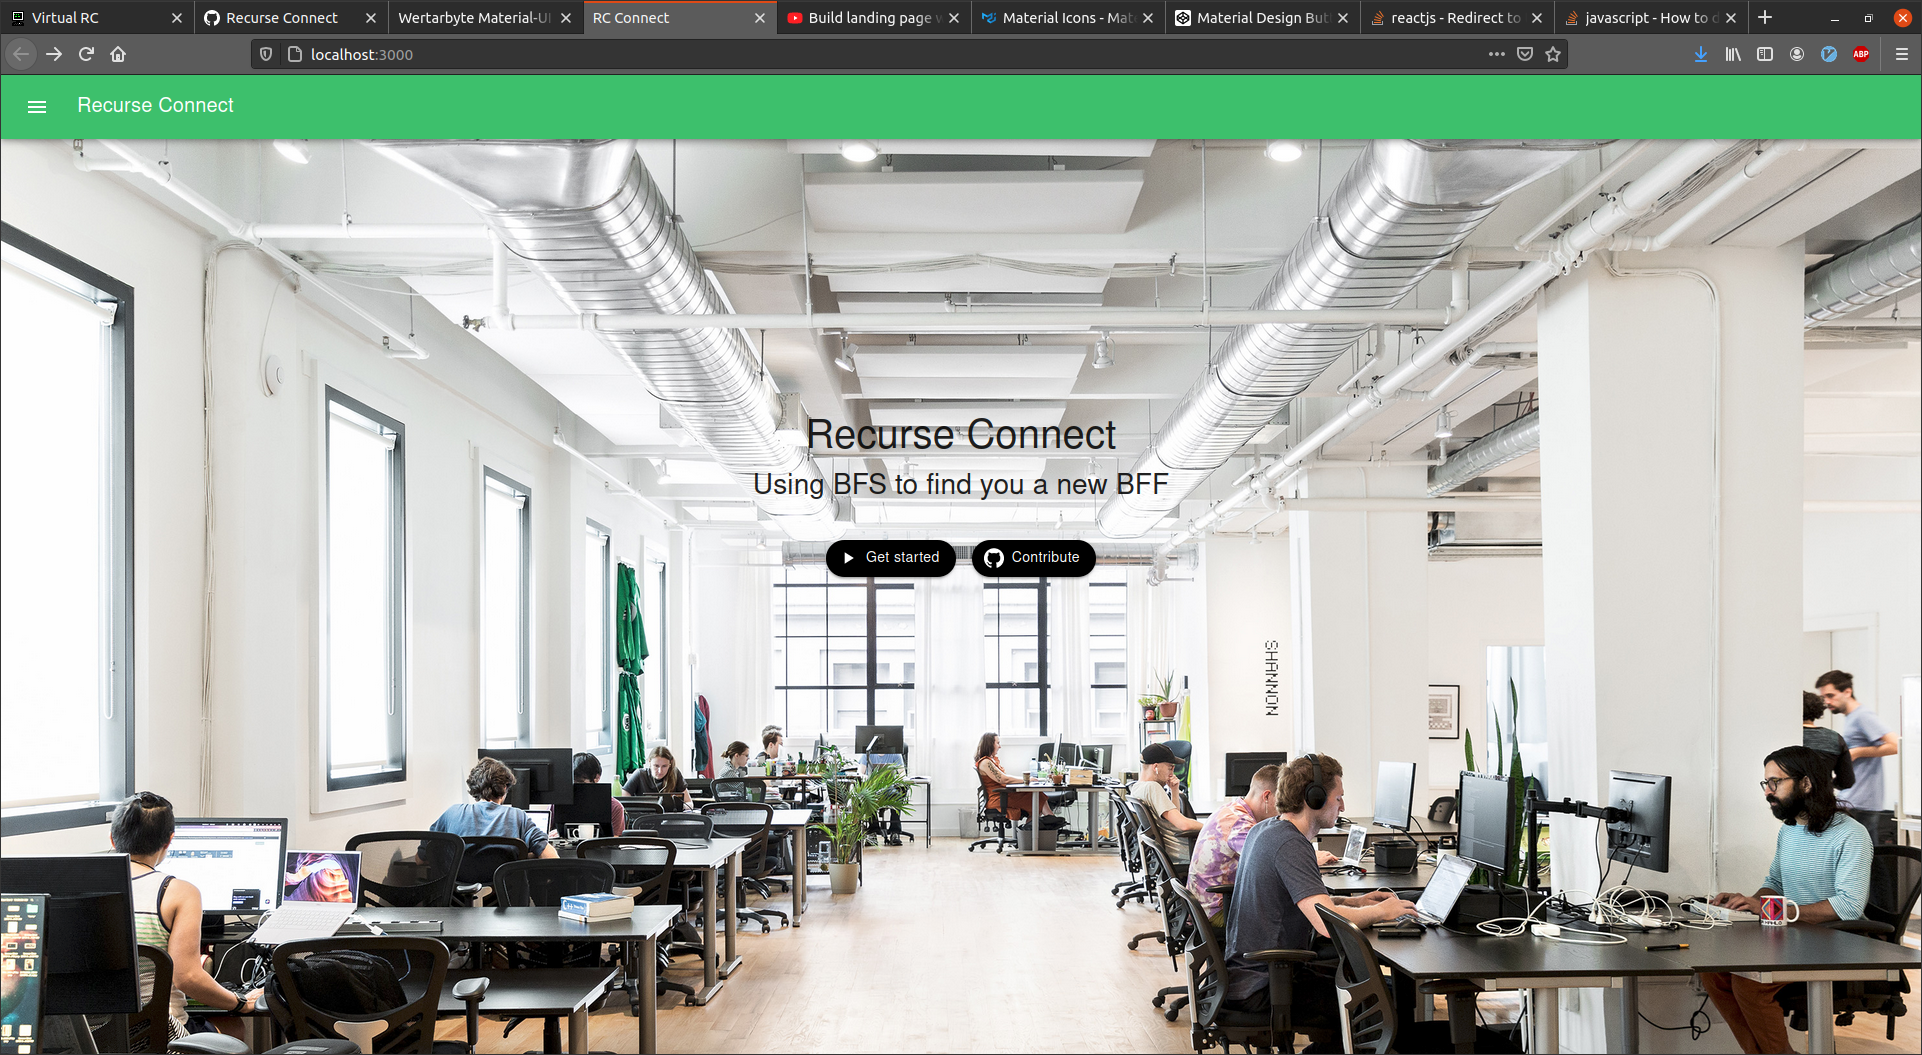 Virtual RC
Recurse Connect
Wertarbyte Material-UI
RC Connect
Build landing page
Material Icons - Mat
Material Design But
reactjs - Redirect to
javascript - How to d
localhost:3000
ABP
Recurse Connect
Recurse Connect
Using BFS to find you a new BFF
Get started
Contribute
SHANNON